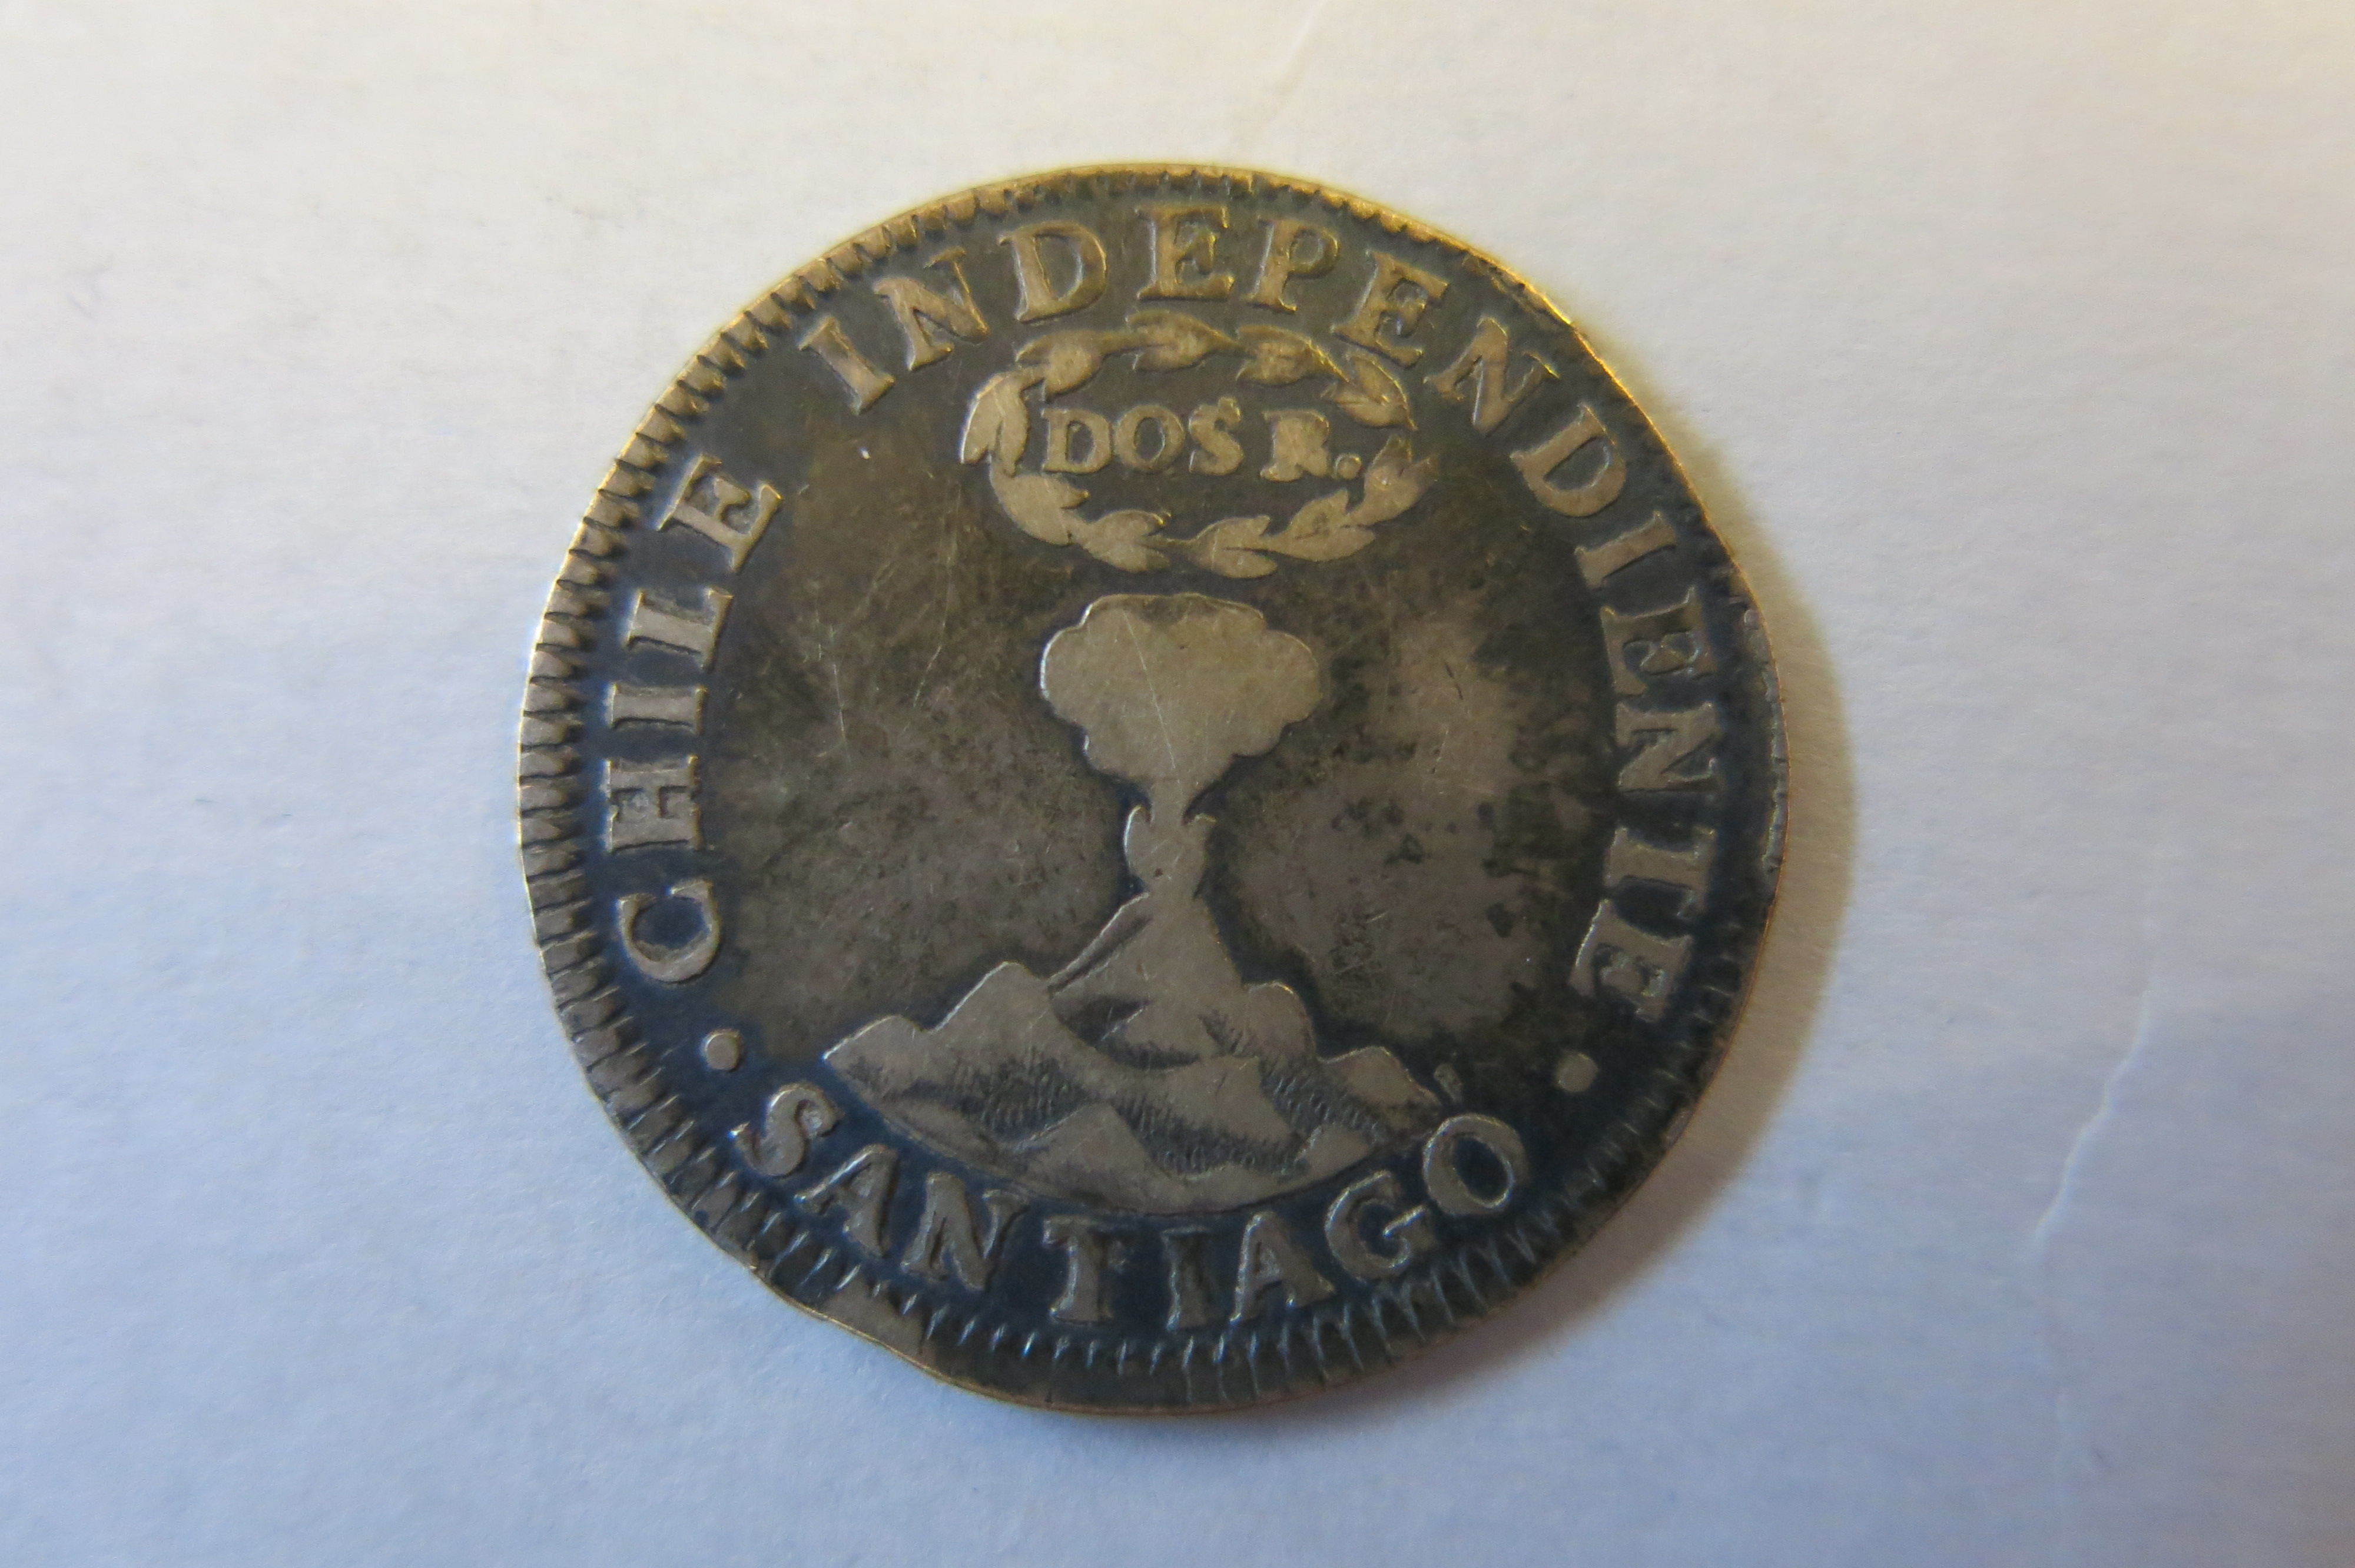 CHILE INDEPENDIENTE
DOS R.
· SANTIAGO ·